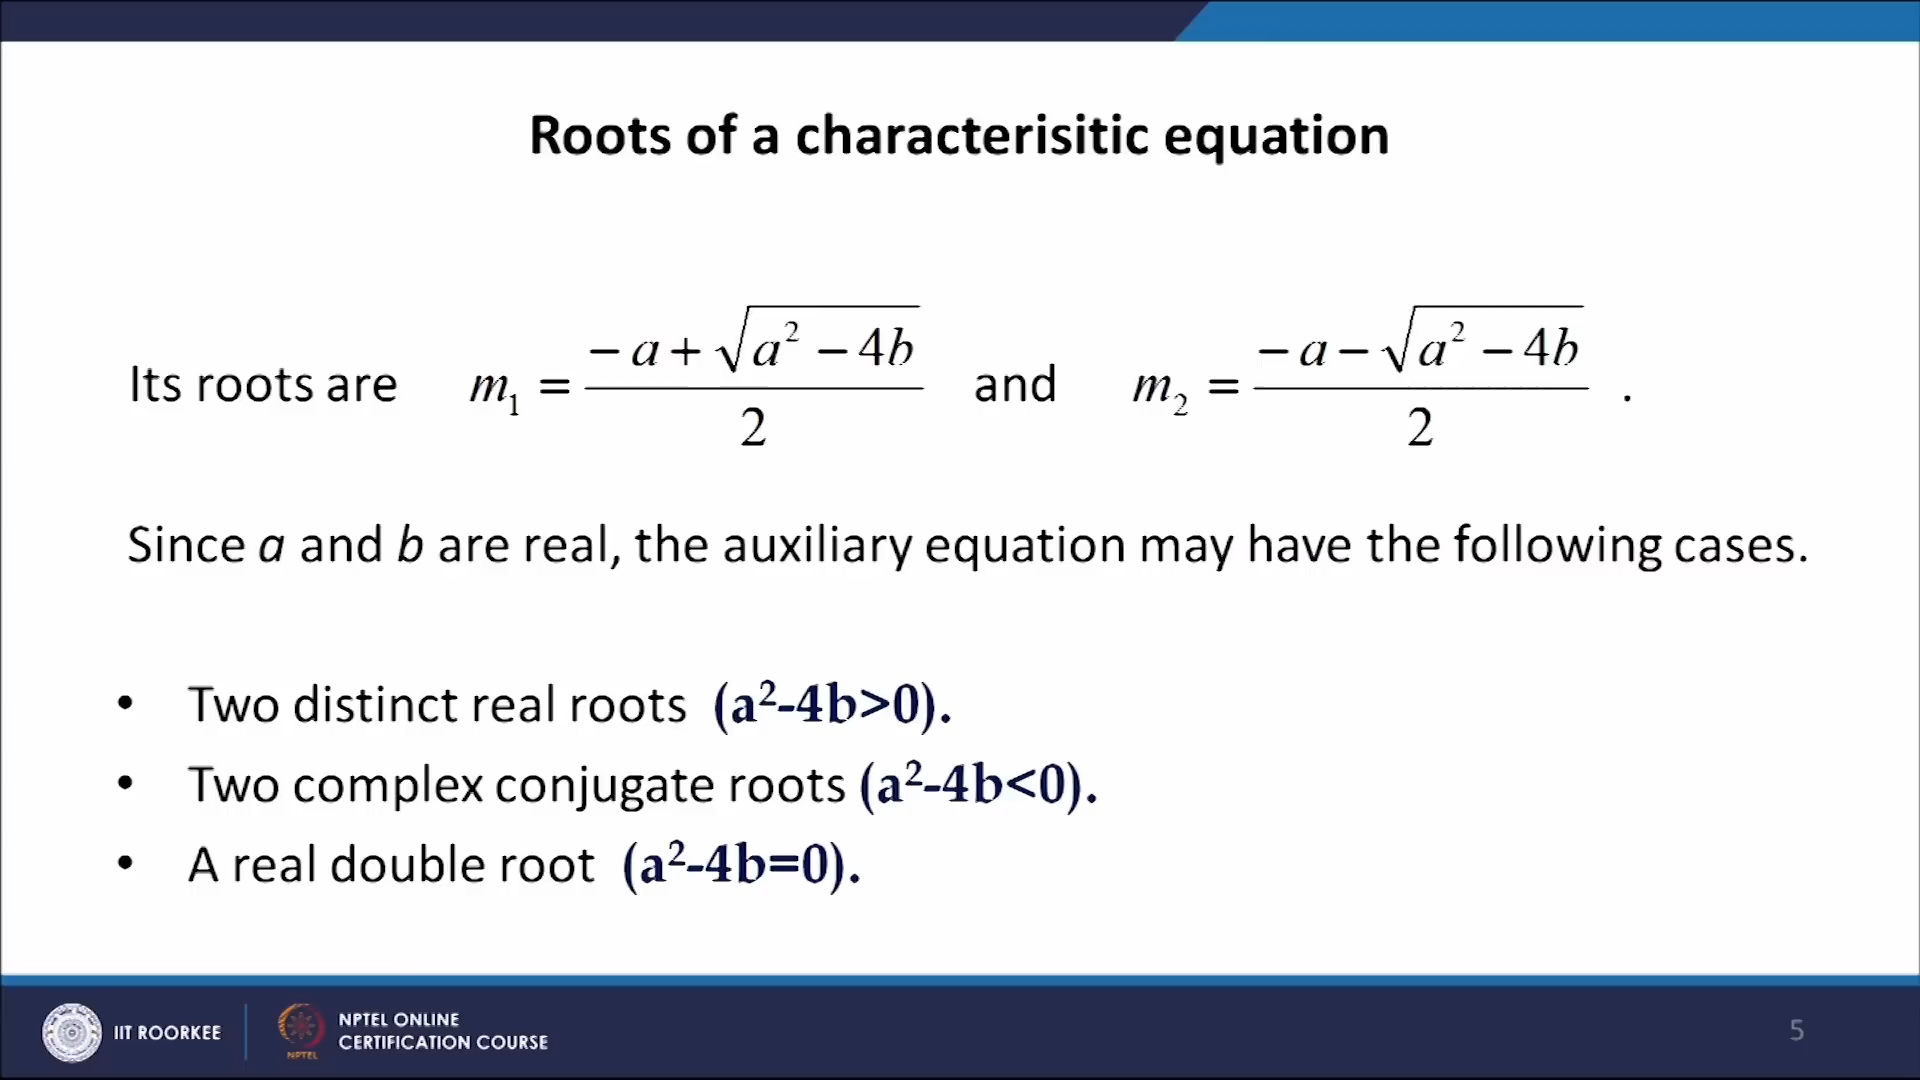 Roots of a characterisitic equation
Its roots are m₁ = (−a + √(a² − 4b)) / 2 and m₂ = (−a − √(a² − 4b)) / 2 .
Since a and b are real, the auxiliary equation may have the following cases.
• Two distinct real roots (a²-4b>0).
• Two complex conjugate roots (a²-4b<0).
• A real double root (a²-4b=0).
IIT ROORKEE
NPTEL
NPTEL ONLINE
CERTIFICATION COURSE
5